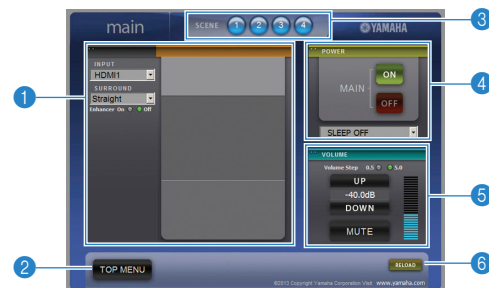 main
SCENE 1 2 3 4
YAMAHA
3
1
INPUT
HDMI1
SURROUND
Straight
Enhancer On Off
POWER
MAIN
ON
OFF
SLEEP OFF
4
VOLUME
Volume Step 0.5 5.0
UP
-40.0dB
DOWN
MUTE
5
2
TOP MENU
RELOAD
6
©2013 Copyright Yamaha Corporation Visit www.yamaha.com